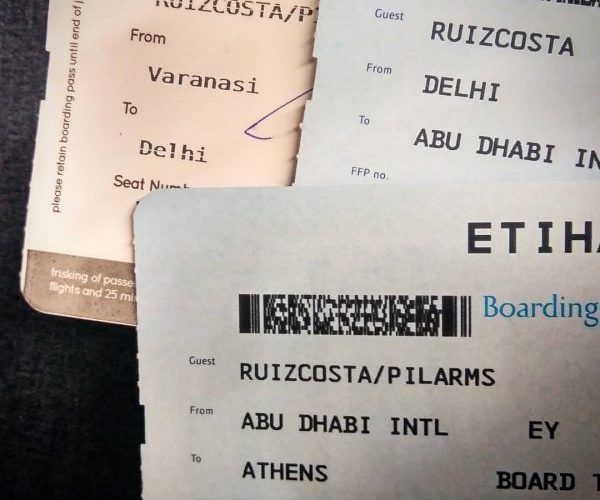 please retain boarding pass until end of
RUIZCOSTA/P
From
Varanasi
To
Delhi
Seat Num
frisking of passe
flights and 25 mi
Guest
RUIZCOSTA
From
DELHI
To
ABU DHABI IN
FFP no.
ETIHA
Boarding
Guest
RUIZCOSTA/PILARMS
From
ABU DHABI INTL EY
To
ATHENS BOARD T